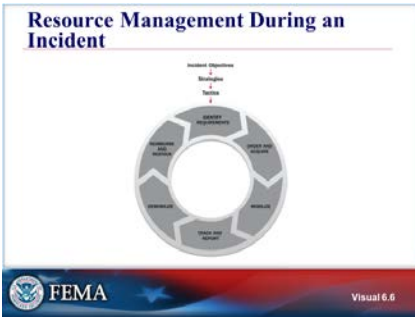 Resource Management During an
Incident
Incident Objectives
Strategies
Tactics
IDENTIFY
REQUIREMENTS
ORDER AND
ACQUIRE
MOBILIZE
TRACK AND
REPORT
DEMOBILIZE
REIMBURSE
AND
RESTOCK
FEMA
Visual 6.6